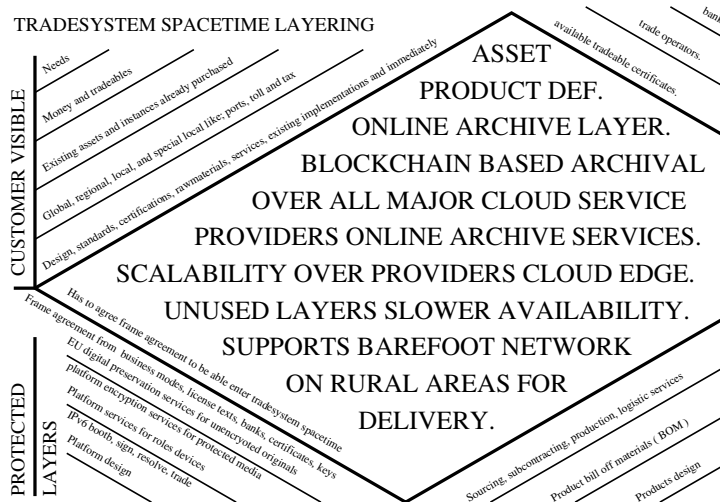 TRADESYSTEM SPACETIME LAYERING
CUSTOMER VISIBLE
Needs
Money and tradeables
Existing assets and instances already purchased
Global, regional, local, and special local like; ports, toll and tax
Design, standards, certifications, rawmaterials, services, existing implementations and immediately
available tradeable certificates.
trade operators.
ASSET
PRODUCT DEF.
ONLINE ARCHIVE LAYER.
BLOCKCHAIN BASED ARCHIVAL
OVER ALL MAJOR CLOUD SERVICE
PROVIDERS ONLINE ARCHIVE SERVICES.
SCALABILITY OVER PROVIDERS CLOUD EDGE.
UNUSED LAYERS SLOWER AVAILABILITY.
SUPPORTS BAREFOOT NETWORK
ON RURAL AREAS FOR
DELIVERY.
PROTECTED
LAYERS
Has to agree frame agreement to be able enter tradesystem spacetime
Frame agreement from business modes, license texts, banks, certificates, keys
EU digital preservation services for unencryoted originals
platform encryption services for protected media
Platform services for roles devices
IPv6 booth, sign, resolve, trade
Platform design
Sourcing, subcontracting, production, logistic services
Product bill off materials ( BOM )
Products design